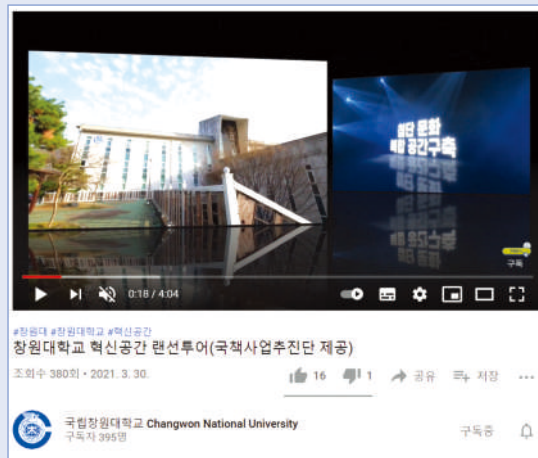 첨단 문화
복합 공간구축
구독
0:18 / 4:04
#창원대 #창원대학교 #혁신공간
창원대학교 혁신공간 랜선투어(국책사업추진단 제공)
조회수 380회 • 2021. 3. 30.
16
1
공유
저장
국립창원대학교 Changwon National University
구독자 395명
구독중